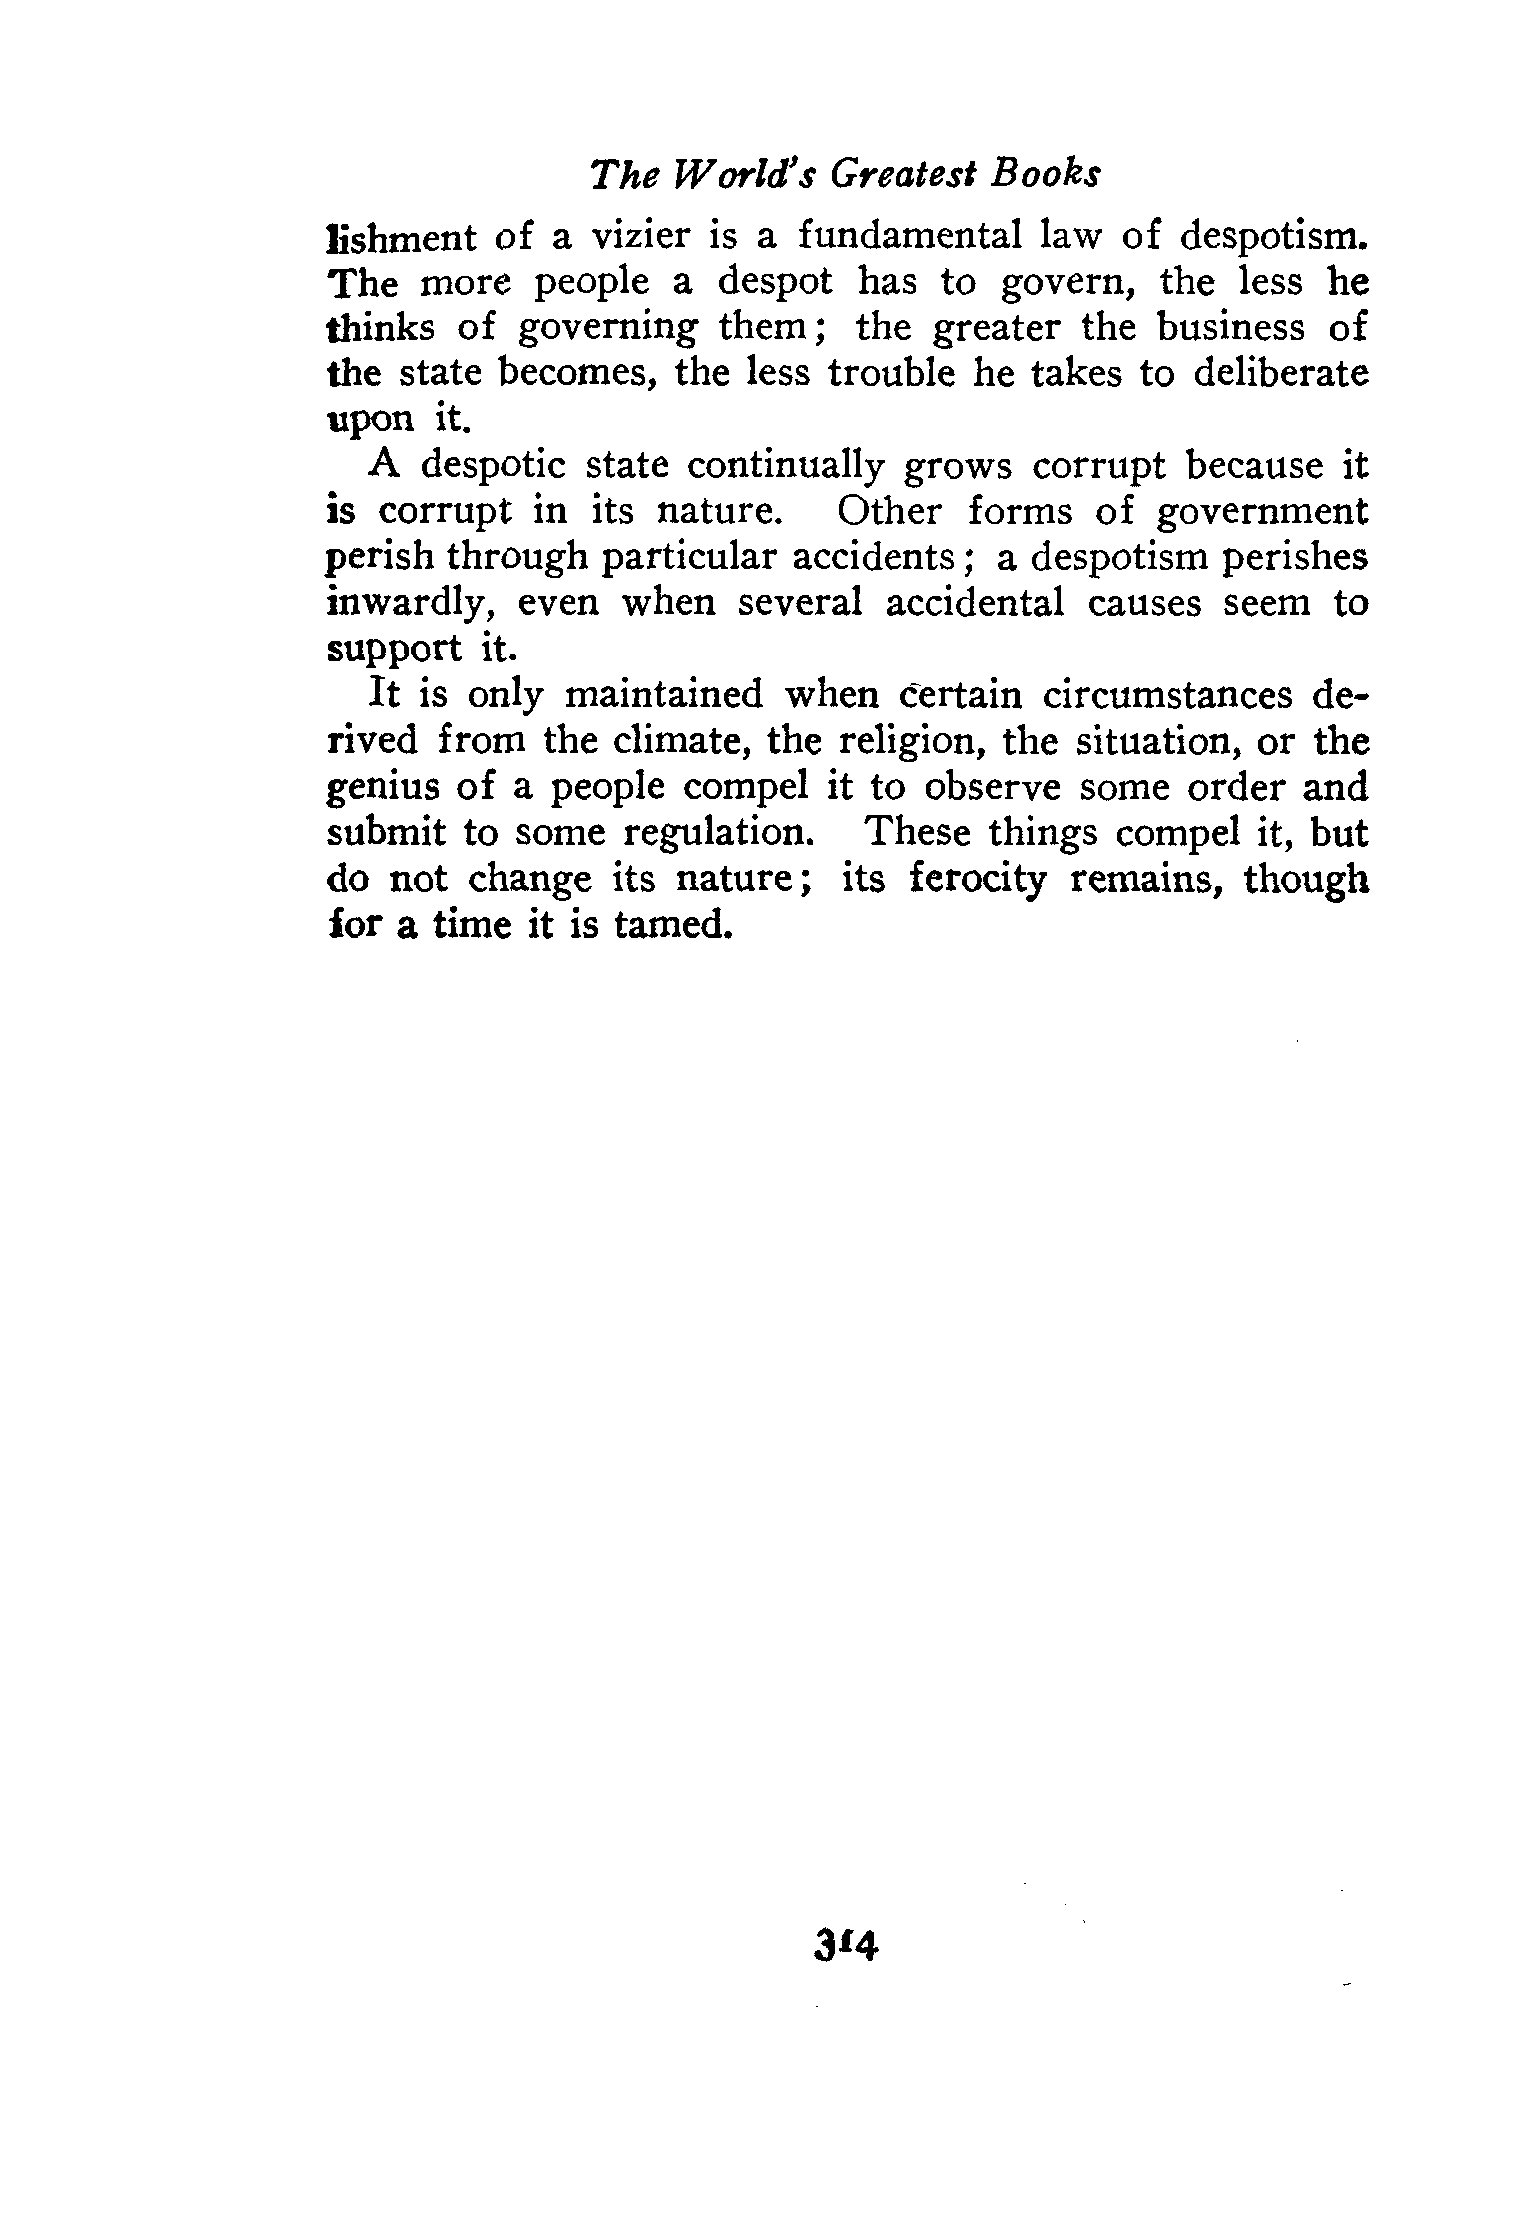 The World's Greatest Books
lishment of a vizier is a fundamental law of despotism.
The more people a despot has to govern, the less he
thinks of governing them; the greater the business of
the state becomes, the less trouble he takes to deliberate
upon it.
A despotic state continually grows corrupt because it
is corrupt in its nature. Other forms of government
perish through particular accidents; a despotism perishes
inwardly, even when several accidental causes seem to
support it.
It is only maintained when certain circumstances de-
rived from the climate, the religion, the situation, or the
genius of a people compel it to observe some order and
submit to some regulation. These things compel it, but
do not change its nature; its ferocity remains, though
for a time it is tamed.
314